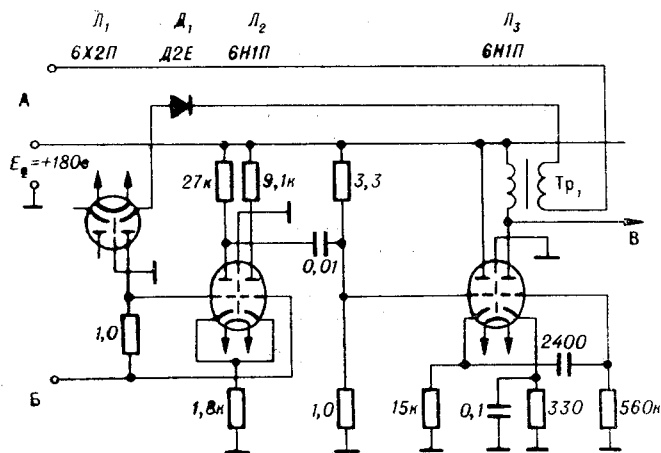 Л₁ Д₁ Л₂ Л₃
6Х2П Д2Е 6Н1П 6Н1П
А
Eₐ=+180в
27к 9,1к 3,3 Тр₁
В
0,01
1,0 2400
Б
1,8к 1,0 15к 0,1 330 560к